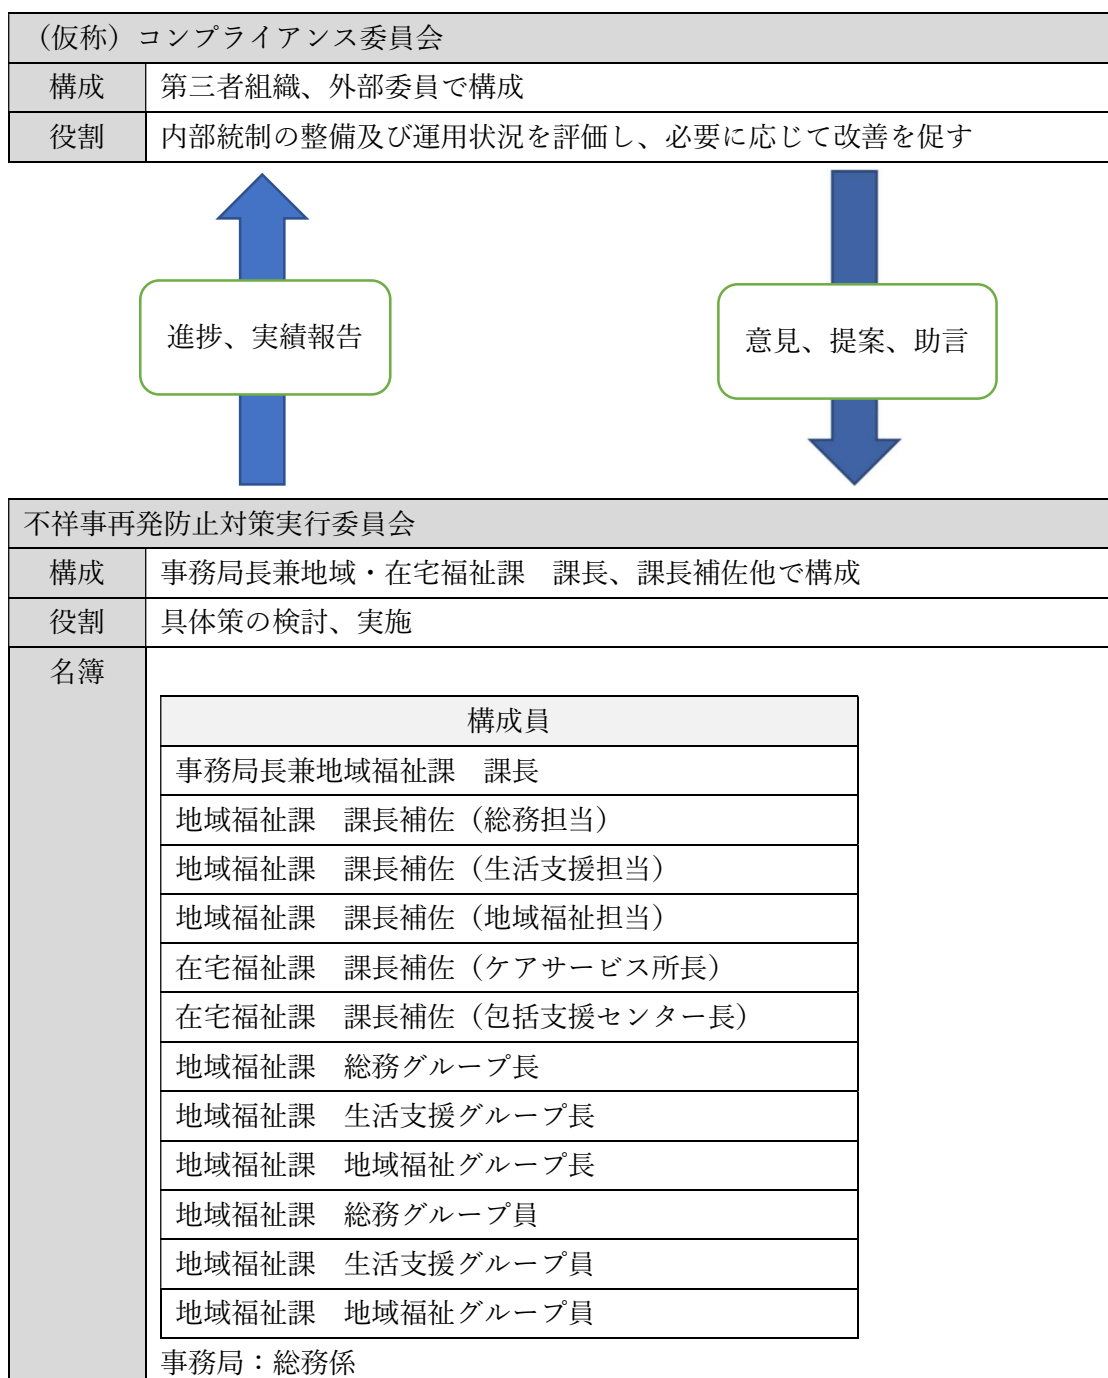 （仮称）コンプライアンス委員会
構成　第三者組織、外部委員で構成
役割　内部統制の整備及び運用状況を評価し、必要に応じて改善を促す
進捗、実績報告
意見、提案、助言
不祥事再発防止対策実行委員会
構成　事務局長兼地域・在宅福祉課　課長、課長補佐他で構成
役割　具体策の検討、実施
名簿
構成員
事務局長兼地域福祉課　課長
地域福祉課　課長補佐（総務担当）
地域福祉課　課長補佐（生活支援担当）
地域福祉課　課長補佐（地域福祉担当）
在宅福祉課　課長補佐（ケアサービス所長）
在宅福祉課　課長補佐（包括支援センター長）
地域福祉課　総務グループ長
地域福祉課　生活支援グループ長
地域福祉課　地域福祉グループ長
地域福祉課　総務グループ員
地域福祉課　生活支援グループ員
地域福祉課　地域福祉グループ員
事務局：総務係